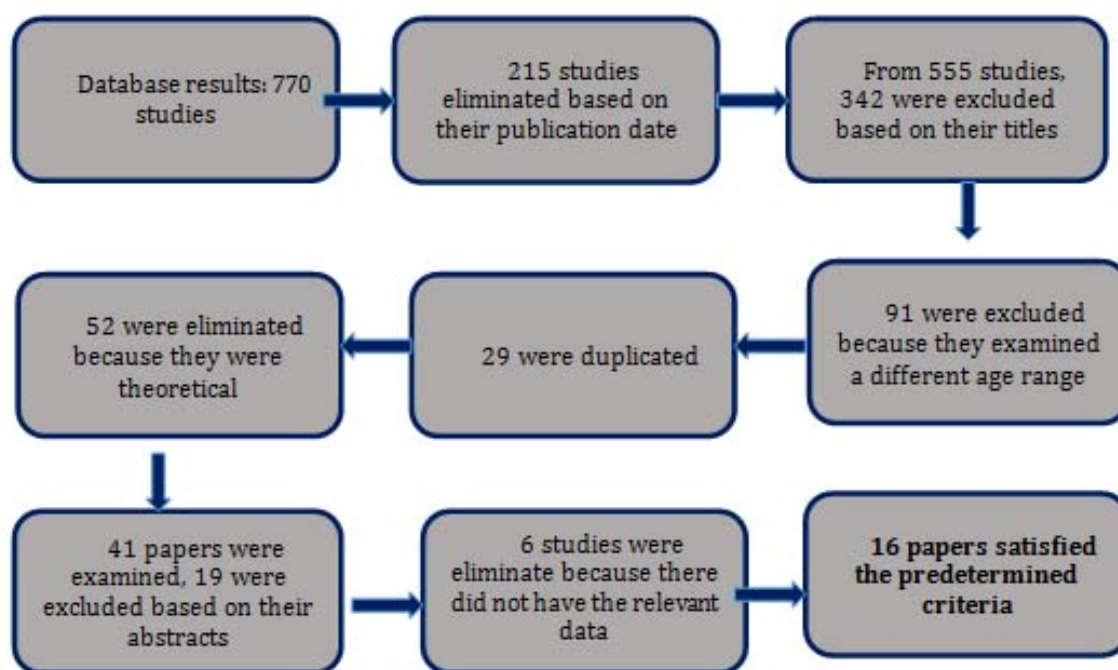 Database results: 770
studies
215 studies
eliminated based on
their publication date
From 555 studies,
342 were excluded
based on their titles
91 were excluded
because they examined
a different age range
29 were duplicated
52 were eliminated
because they were
theoretical
41 papers were
examined, 19 were
excluded based on their
abstracts
6 studies were
eliminate because there
did not have the relevant
data
16 papers satisfied
the predetermined
criteria